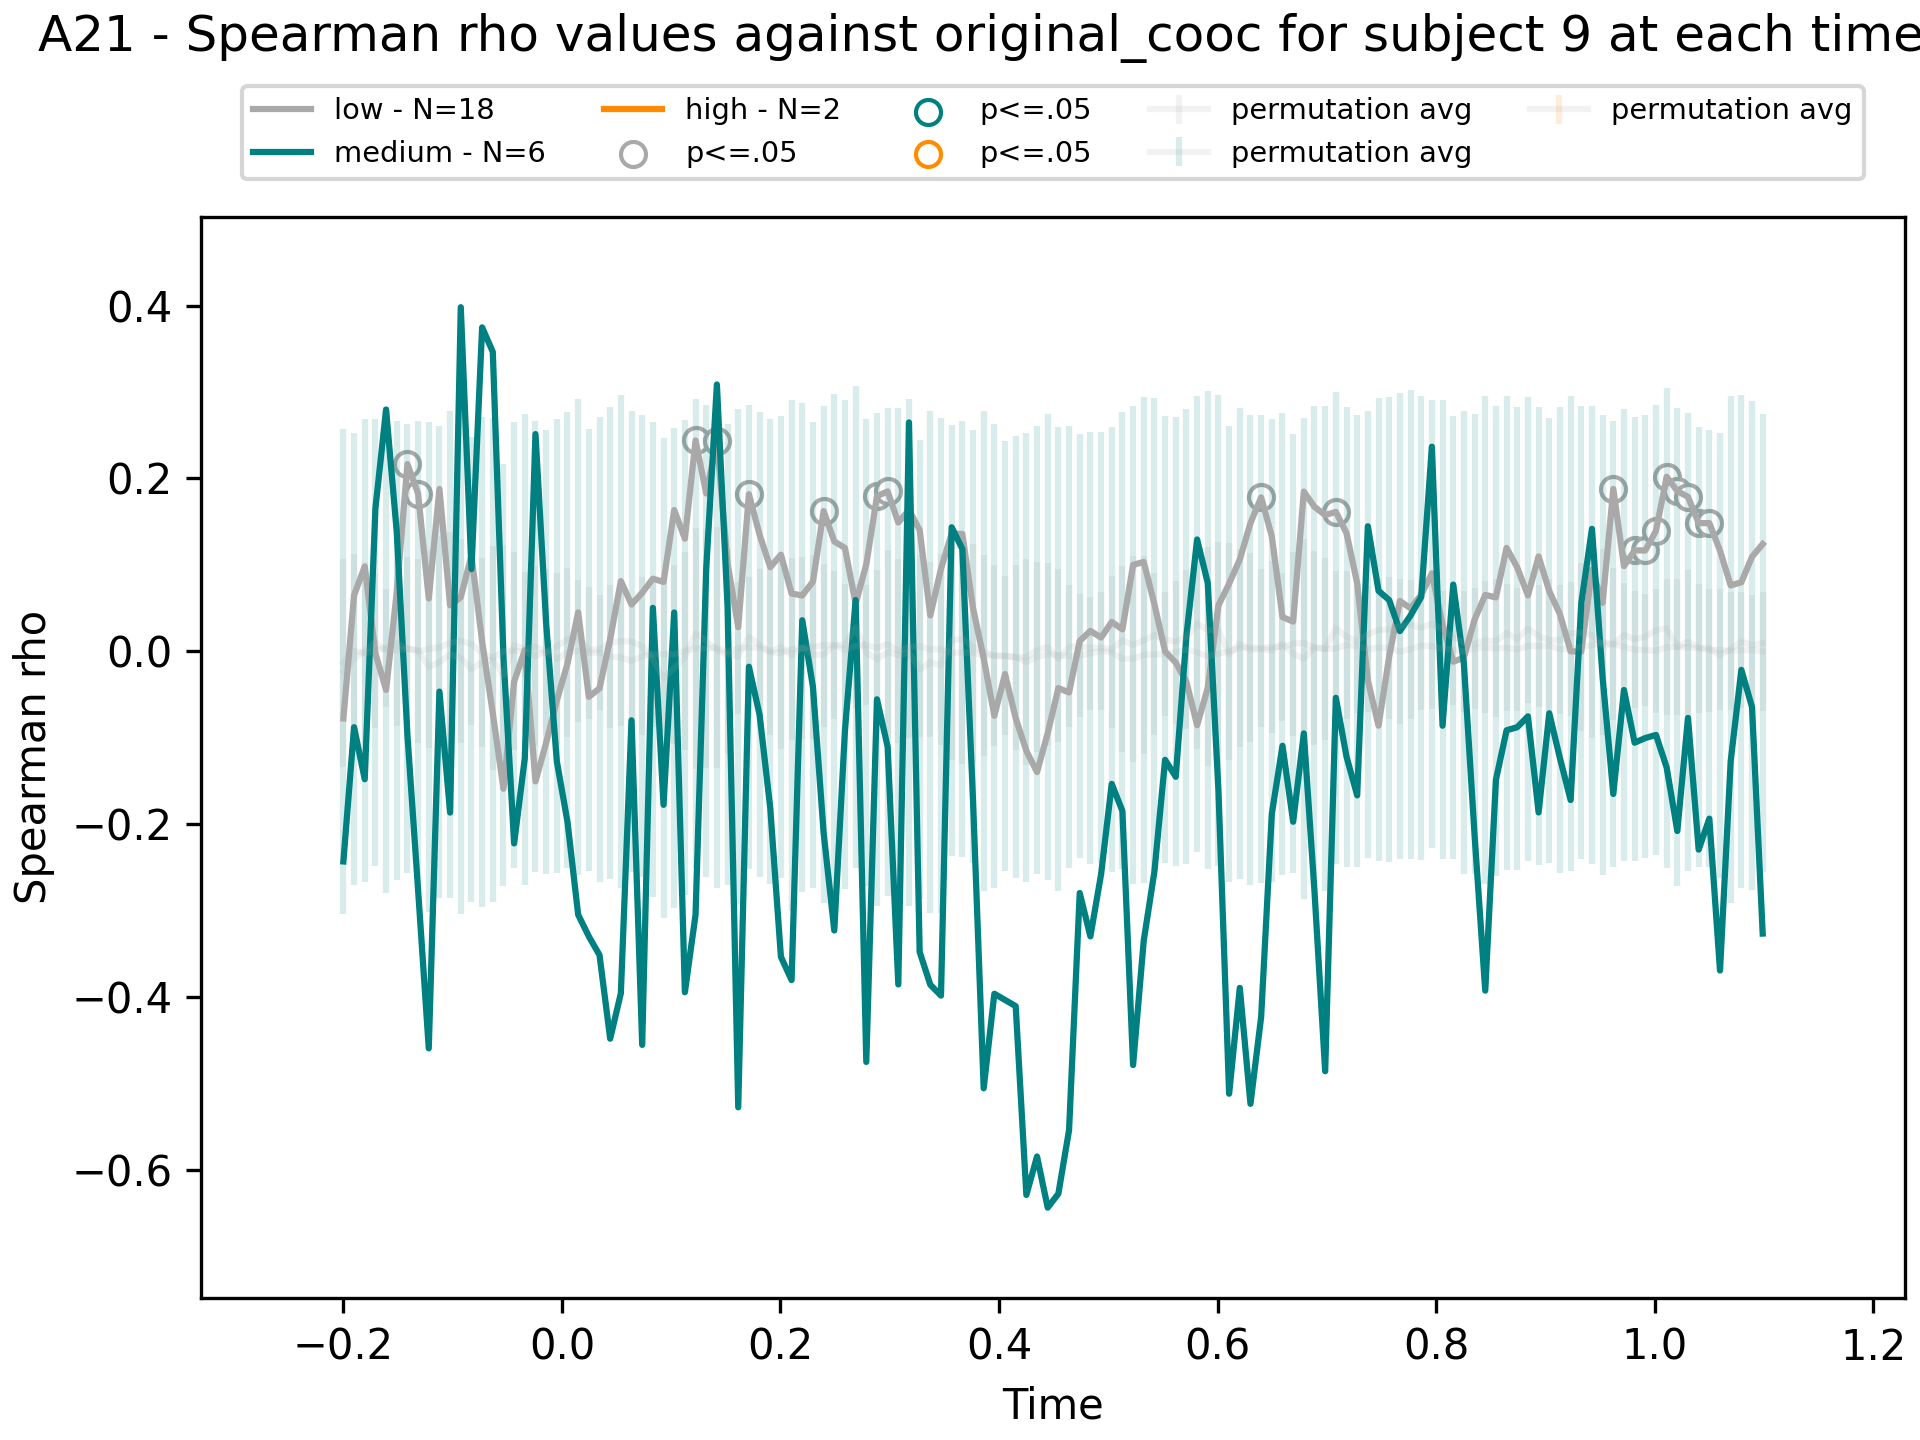 A21 - Spearman rho values against original_cooc for subject 9 at each time
low - N=18
medium - N=6
high - N=2
p<=.05
p<=.05
p<=.05
permutation avg
permutation avg
permutation avg
Spearman rho
0.4
0.2
0.0
−0.2
−0.4
−0.6
−0.2 0.0 0.2 0.4 0.6 0.8 1.0 1.2
Time